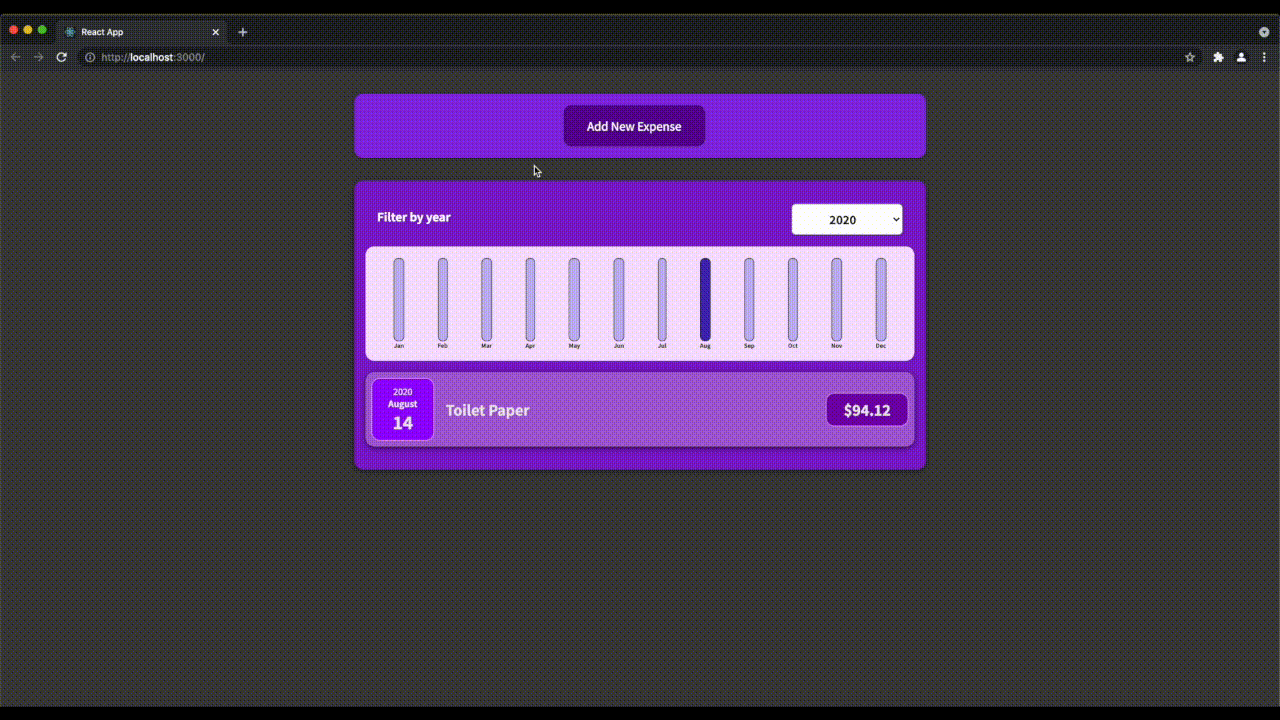 React App
http://localhost:3000/
Add New Expense
Filter by year
2020
Jan Feb Mar Apr May Jun Jul Aug Sep Oct Nov Dec
2020
August
14
Toilet Paper
$94.12